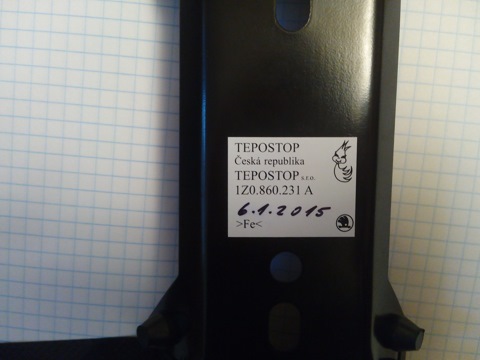 TEPOSTOP
Česká republika
TEPOSTOP s.r.o.
1Z0.860.231 A
6.1.2015
>Fe<